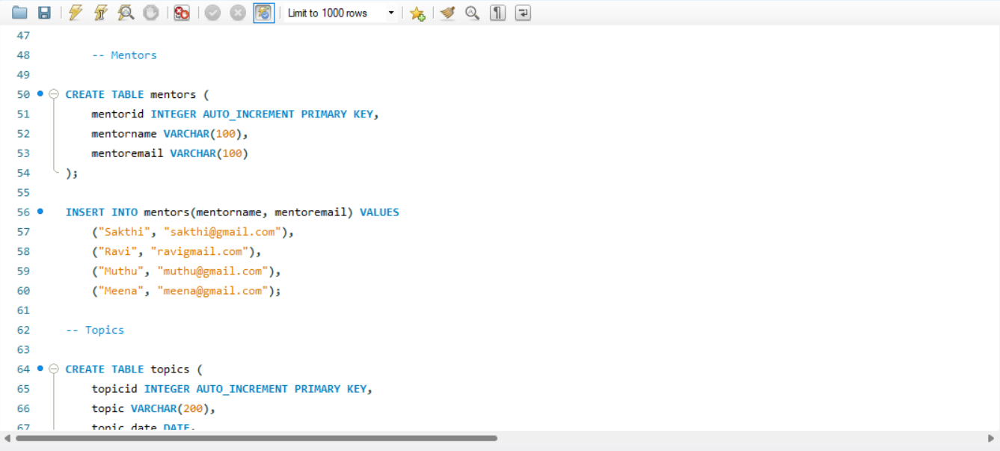 Limit to 1000 rows
47
48 -- Mentors
49
50 CREATE TABLE mentors (
51 mentorid INTEGER AUTO_INCREMENT PRIMARY KEY,
52 mentorname VARCHAR(100),
53 mentoremail VARCHAR(100)
54 );
55
56 INSERT INTO mentors(mentorname, mentoremail) VALUES
57 ("Sakthi", "sakthi@gmail.com"),
58 ("Ravi", "ravigmail.com"),
59 ("Muthu", "muthu@gmail.com"),
60 ("Meena", "meena@gmail.com");
61
62 -- Topics
63
64 CREATE TABLE topics (
65 topicid INTEGER AUTO_INCREMENT PRIMARY KEY,
66 topic VARCHAR(200),
67 topic_date DATE,